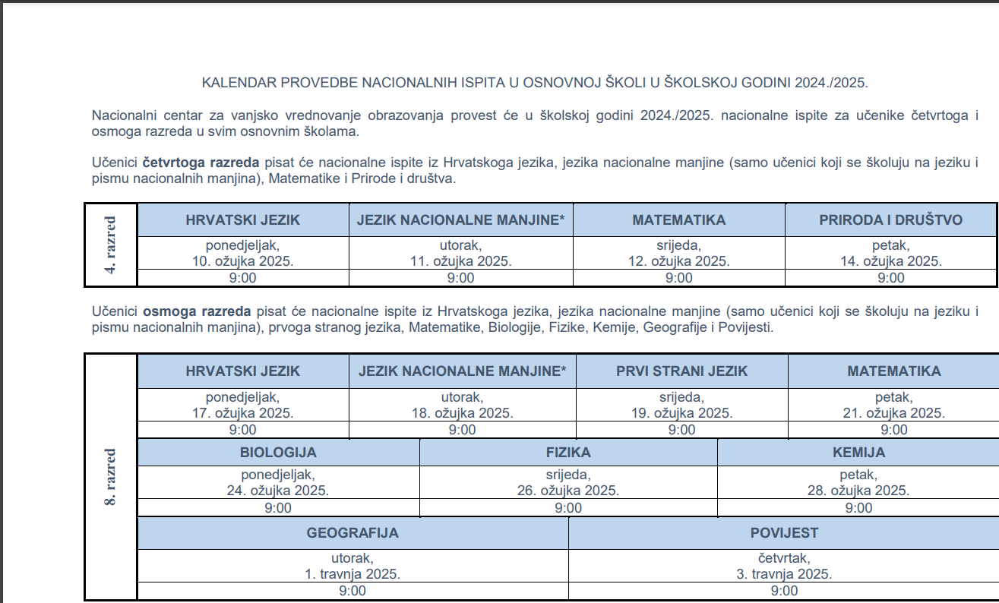 KALENDAR PROVEDBE NACIONALNIH ISPITA U OSNOVNOJ ŠKOLI U ŠKOLSKOJ GODINI 2024./2025.
Nacionalni centar za vanjsko vrednovanje obrazovanja provest će u školskoj godini 2024./2025. nacionalne ispite za učenike četvrtoga i
osmoga razreda u svim osnovnim školama.
Učenici četvrtoga razreda pisat će nacionalne ispite iz Hrvatskoga jezika, jezika nacionalne manjine (samo učenici koji se školuju na jeziku i
pismu nacionalnih manjina), Matematike i Prirode i društva.
4. razred
HRVATSKI JEZIK JEZIK NACIONALNE MANJINE* MATEMATIKA PRIRODA I DRUŠTVO
ponedjeljak, utorak, srijeda, petak,
10. ožujka 2025. 11. ožujka 2025. 12. ožujka 2025. 14. ožujka 2025.
9:00 9:00 9:00 9:00
Učenici osmoga razreda pisat će nacionalne ispite iz Hrvatskoga jezika, jezika nacionalne manjine (samo učenici koji se školuju na jeziku i
pismu nacionalnih manjina), prvoga stranog jezika, Matematike, Biologije, Fizike, Kemije, Geografije i Povijesti.
8. razred
HRVATSKI JEZIK JEZIK NACIONALNE MANJINE* PRVI STRANI JEZIK MATEMATIKA
ponedjeljak, utorak, srijeda, petak,
17. ožujka 2025. 18. ožujka 2025. 19. ožujka 2025. 21. ožujka 2025.
9:00 9:00 9:00 9:00
BIOLOGIJA FIZIKA KEMIJA
ponedjeljak, srijeda, petak,
24. ožujka 2025. 26. ožujka 2025. 28. ožujka 2025.
9:00 9:00 9:00
GEOGRAFIJA POVIJEST
utorak, četvrtak,
1. travnja 2025. 3. travnja 2025.
9:00 9:00